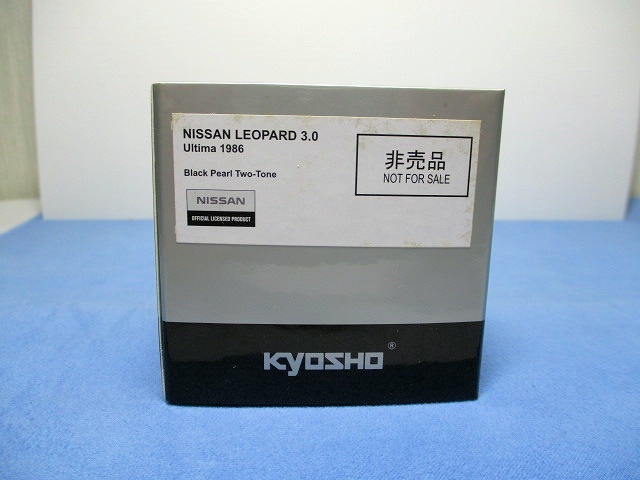 NISSAN LEOPARD 3.0
Ultima 1986
Black Pearl Two-Tone
NISSAN
OFFICIAL LICENSED PRODUCT
非売品
NOT FOR SALE
KYOSHO®